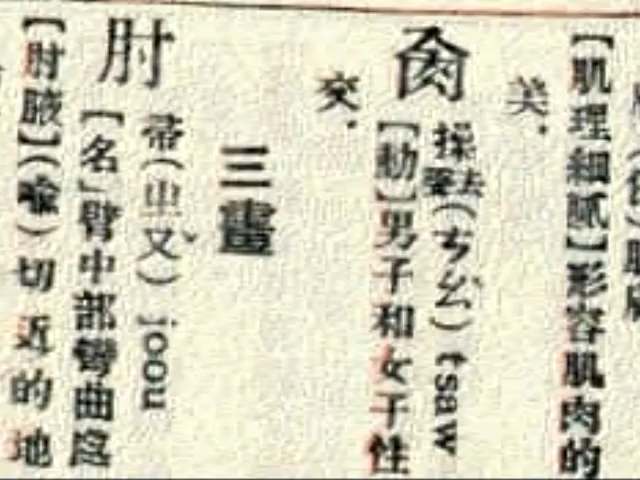 【肌理細膩】形容肌肉的
美.
肏
操要去(ㄘㄠ) tsaw
【動】男子和女子性
交.
三畫
肘
帚(ㄓㄡˇ) joou
【名】臂中部彎曲處
【肘腋】(喻)切近的地